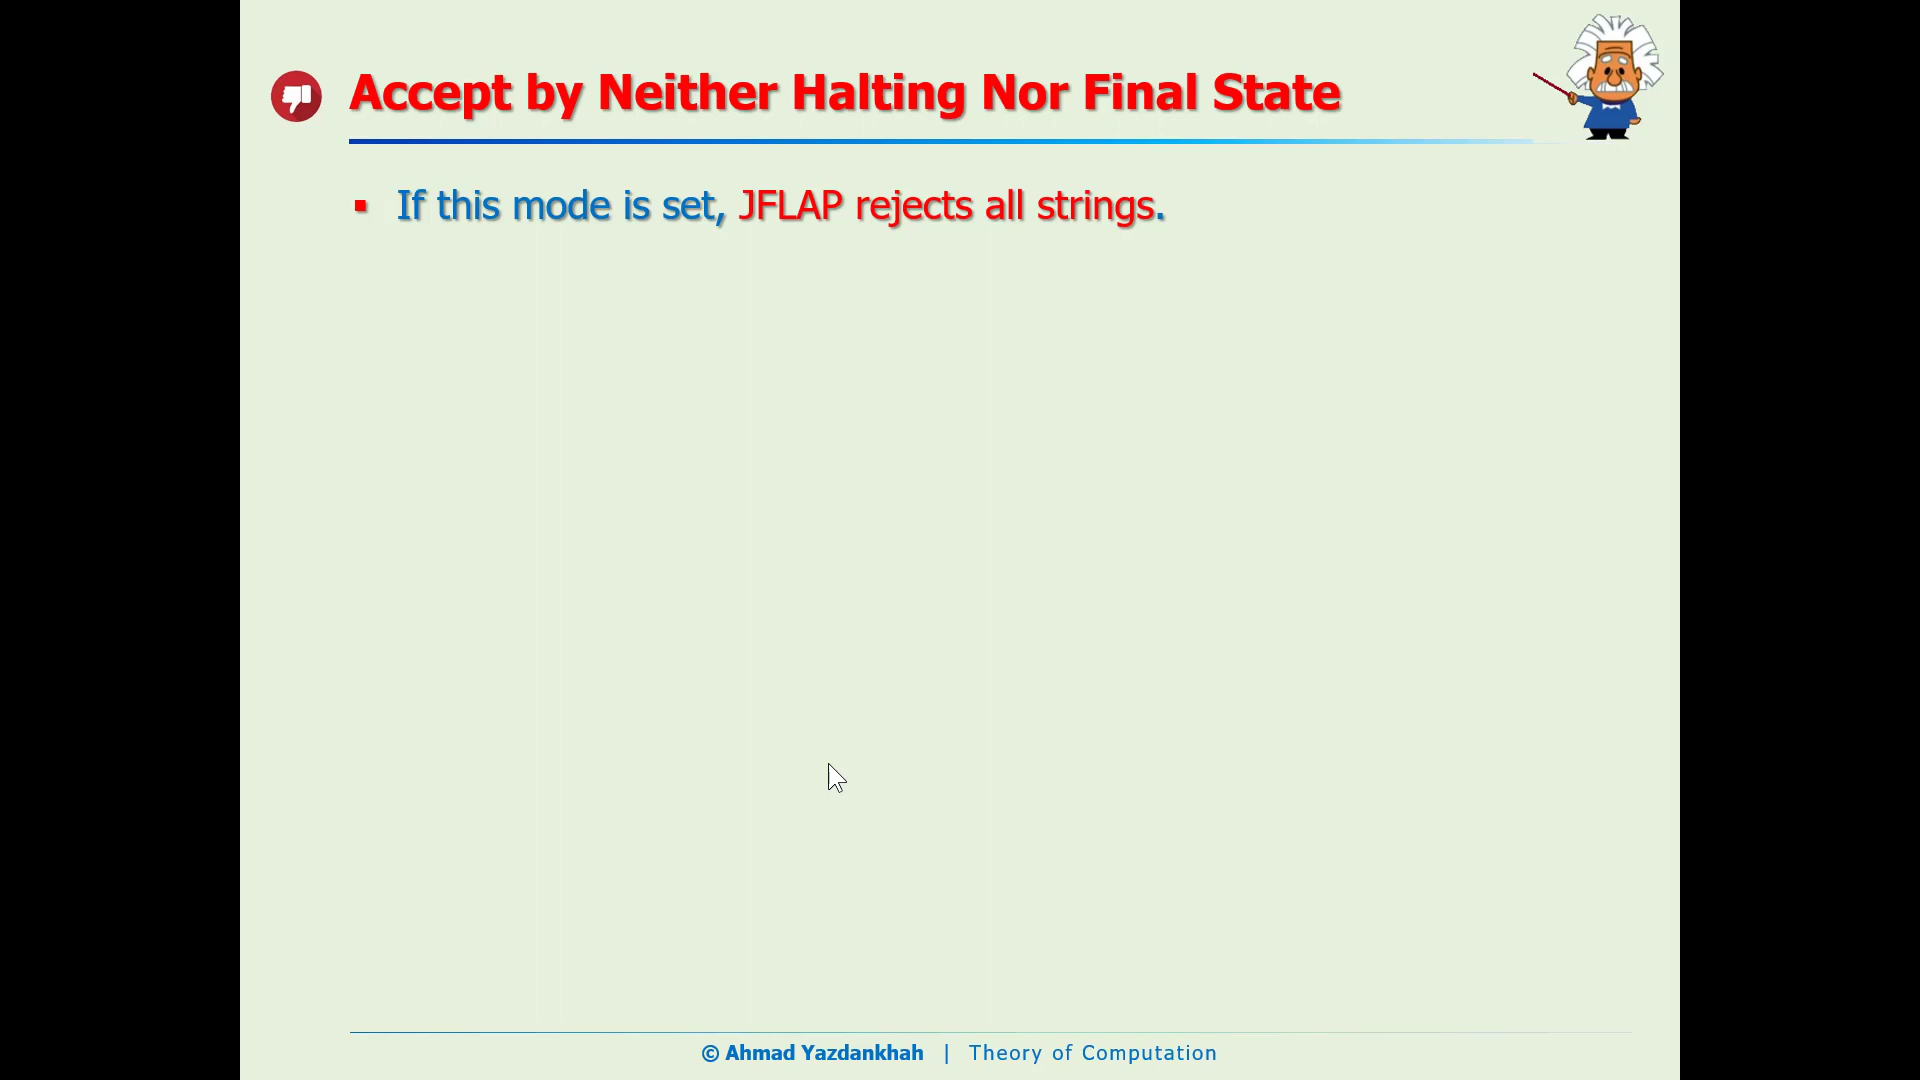 Accept by Neither Halting Nor Final State
▪ If this mode is set, JFLAP rejects all strings.
© Ahmad Yazdankhah | Theory of Computation